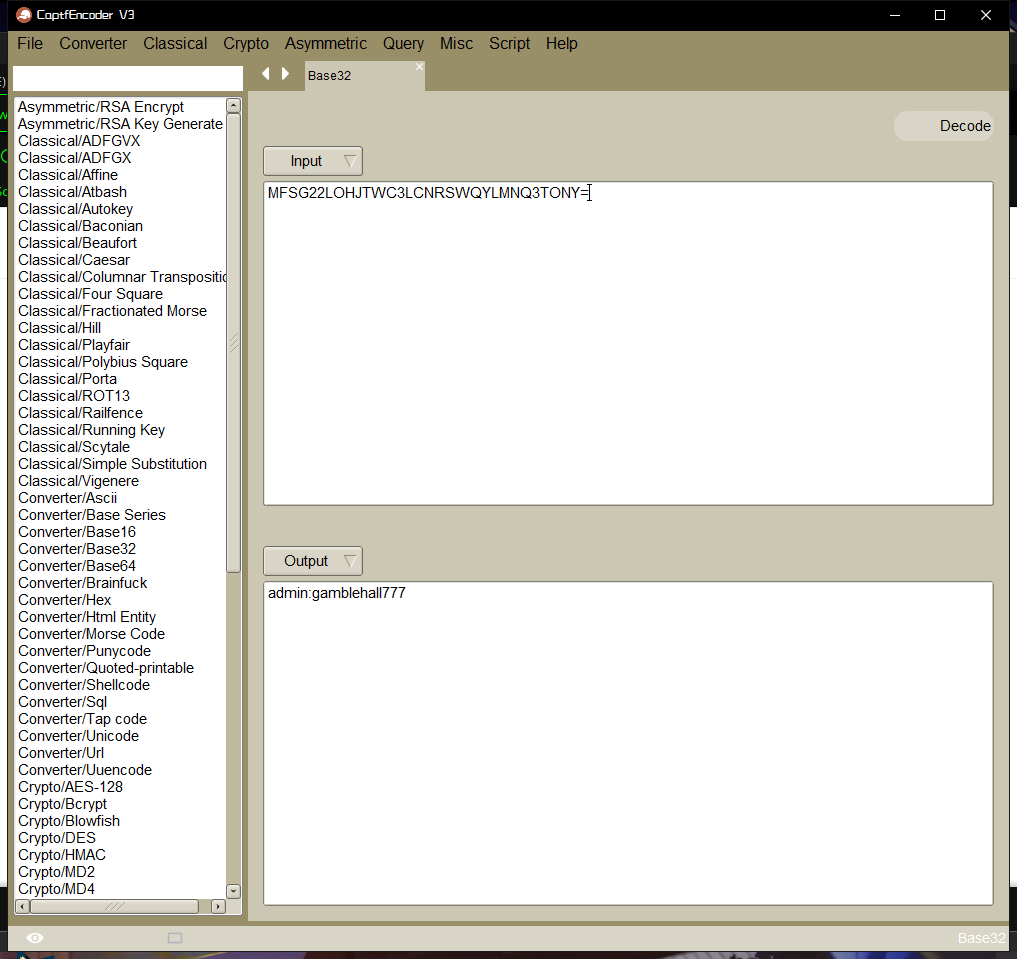 CaptfEncoder V3
File Converter Classical Crypto Asymmetric Query Misc Script Help
Base32
Asymmetric/RSA Encrypt
Asymmetric/RSA Key Generate
Classical/ADFGVX
Classical/ADFGX
Classical/Affine
Classical/Atbash
Classical/Autokey
Classical/Baconian
Classical/Beaufort
Classical/Caesar
Classical/Columnar Transpositic
Classical/Four Square
Classical/Fractionated Morse
Classical/Hill
Classical/Playfair
Classical/Polybius Square
Classical/Porta
Classical/ROT13
Classical/Railfence
Classical/Running Key
Classical/Scytale
Classical/Simple Substitution
Classical/Vigenere
Converter/Ascii
Converter/Base Series
Converter/Base16
Converter/Base32
Converter/Base64
Converter/Brainfuck
Converter/Hex
Converter/Html Entity
Converter/Morse Code
Converter/Punycode
Converter/Quoted-printable
Converter/Shellcode
Converter/Sql
Converter/Tap code
Converter/Unicode
Converter/Url
Converter/Uuencode
Crypto/AES-128
Crypto/Bcrypt
Crypto/Blowfish
Crypto/DES
Crypto/HMAC
Crypto/MD2
Crypto/MD4
Decode
Input
MFSG22LOHJTWC3LCNRSWQYLMNQ3TONY=
Output
admin:gamblehall777
Base32